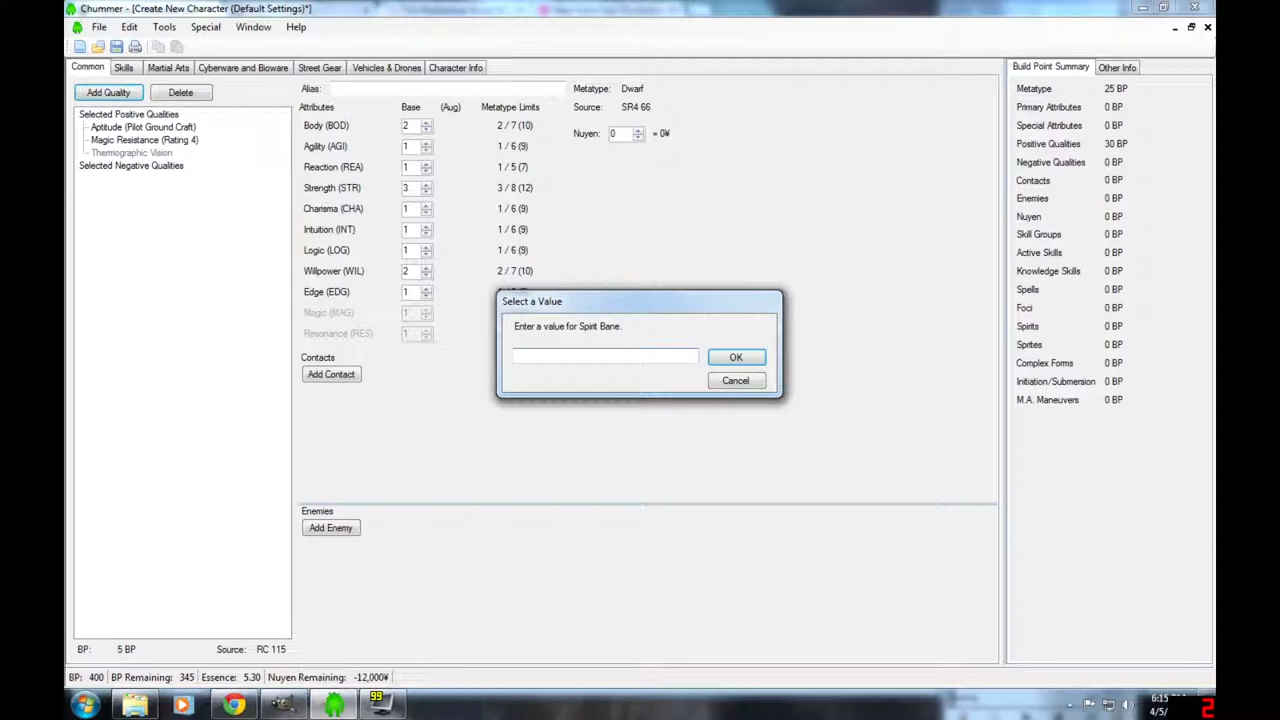 Chummer - [Create New Character (Default Settings)*]
File Edit Tools Special Window Help
Common Skills Martial Arts Cyberware and Bioware Street Gear Vehicles & Drones Character Info
Build Point Summary Other Info
Add Quality Delete
Selected Positive Qualities
Aptitude (Pilot Ground Craft)
Magic Resistance (Rating 4)
Thermographic Vision
Selected Negative Qualities
BP: 5 BP Source: RC 115
Alias:
Metatype: Dwarf
Attributes Base (Aug) Metatype Limits
Source: SR4 66
Body (BOD) 2 2 / 7 (10)
Nuyen: 0 = 0¥
Agility (AGI) 1 1 / 6 (9)
Reaction (REA) 1 1 / 5 (7)
Strength (STR) 3 3 / 8 (12)
Charisma (CHA) 1 1 / 6 (9)
Intuition (INT) 1 1 / 6 (9)
Logic (LOG) 1 1 / 6 (9)
Willpower (WIL) 2 2 / 7 (10)
Edge (EDG) 1
Magic (MAG) 1
Resonance (RES) 1
Contacts
Add Contact
Select a Value
Enter a value for Spirit Bane.
OK
Cancel
Enemies
Add Enemy
Metatype 25 BP
Primary Attributes 0 BP
Special Attributes 0 BP
Positive Qualities 30 BP
Negative Qualities 0 BP
Contacts 0 BP
Enemies 0 BP
Nuyen 0 BP
Skill Groups 0 BP
Active Skills 0 BP
Knowledge Skills 0 BP
Spells 0 BP
Foci 0 BP
Spirits 0 BP
Sprites 0 BP
Complex Forms 0 BP
Initiation/Submersion 0 BP
M.A. Maneuvers 0 BP
BP: 400 BP Remaining: 345 Essence: 5.30 Nuyen Remaining: -12,000¥
99
6:15
4/5/
2